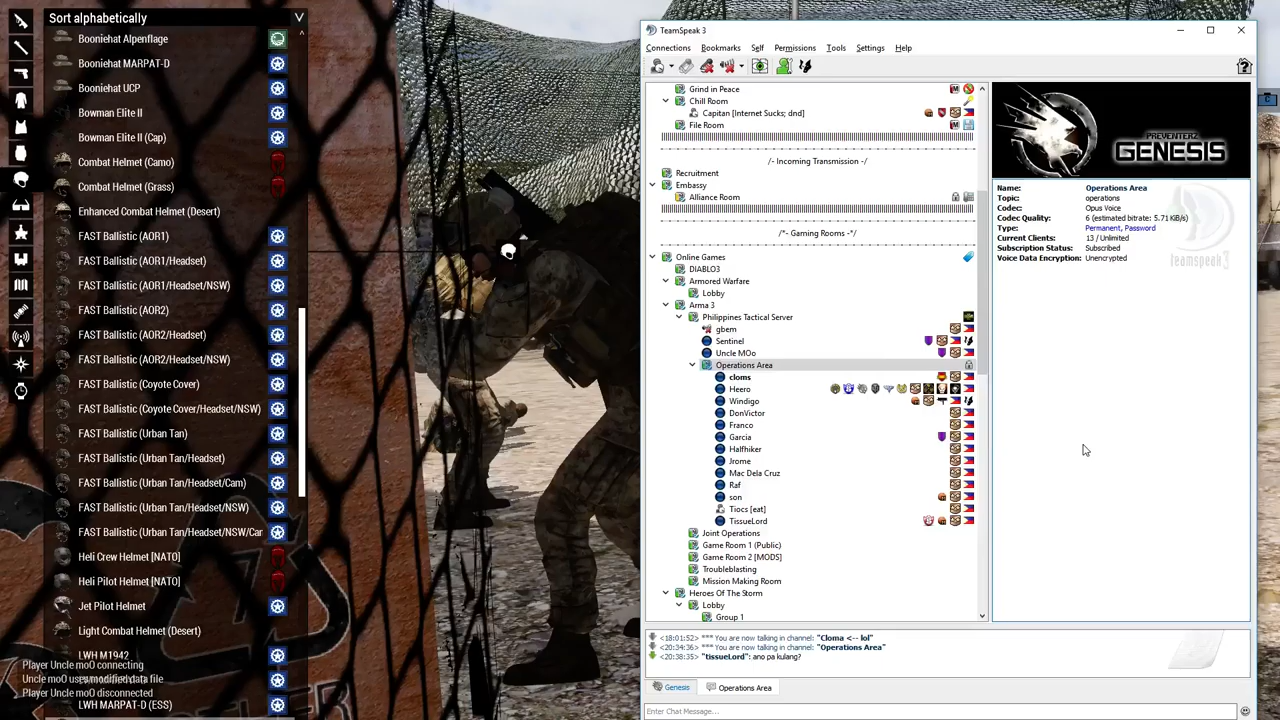 Sort alphabetically
Booniehat Alpenflage
Booniehat MARPAT-D
Booniehat UCP
Bowman Elite II
Bowman Elite II (Cap)
Combat Helmet (Camo)
Combat Helmet (Grass)
Enhanced Combat Helmet (Desert)
FAST Ballistic (AOR1)
FAST Ballistic (AOR1/Headset)
FAST Ballistic (AOR1/Headset/NSW)
FAST Ballistic (AOR2)
FAST Ballistic (AOR2/Headset)
FAST Ballistic (AOR2/Headset/NSW)
FAST Ballistic (Coyote Cover)
FAST Ballistic (Coyote Cover/Headset/NSW)
FAST Ballistic (Urban Tan)
FAST Ballistic (Urban Tan/Headset)
FAST Ballistic (Urban Tan/Headset/Cam)
FAST Ballistic (Urban Tan/Headset/NSW)
FAST Ballistic (Urban Tan/Headset/NSW/Car
Heli Crew Helmet [NATO]
Heli Pilot Helmet [NATO]
Jet Pilot Helmet
Light Combat Helmet (Desert)
LWH M1942
Player Uncle moO connecting
Uncle moO uses modified data file
Player Uncle moO disconnected
LWH MARPAT-D (ESS)
TeamSpeak 3
Connections Bookmarks Self Permissions Tools Settings Help
Grind in Peace
Chill Room
Capitan [Internet Sucks; dnd]
File Room
/- Incoming Transmission -/
Recruitment
Embassy
Alliance Room
/*- Gaming Rooms -*/
Online Games
DIABLO3
Armored Warfare
Lobby
Arma 3
Philippines Tactical Server
gbem
Sentinel
Uncle MOo
Operations Area
cloms
Heero
Windigo
DonVictor
Franco
Garcia
Halfhiker
Jrome
Mac Dela Cruz
Raf
son
Tiocs [eat]
TissueLord
Joint Operations
Game Room 1 (Public)
Game Room 2 [MODS]
Troubleblasting
Mission Making Room
Heroes Of The Storm
Lobby
Group 1
PREVENTERZ
GENESIS
Name: Operations Area
Topic: operations
Codec: Opus Voice
Codec Quality: 6 (estimated bitrate: 5.71 KiB/s)
Type: Permanent, Password
Current Clients: 13 / Unlimited
Subscription Status: Subscribed
Voice Data Encryption: Unencrypted
teamspeak3
<18:01:52> *** You are now talking in channel: "Cloma <-- lol"
<20:34:36> *** You are now talking in channel: "Operations Area"
<20:38:35> "tissueLord": ano pa kulang?
Genesis Operations Area
Enter Chat Message...